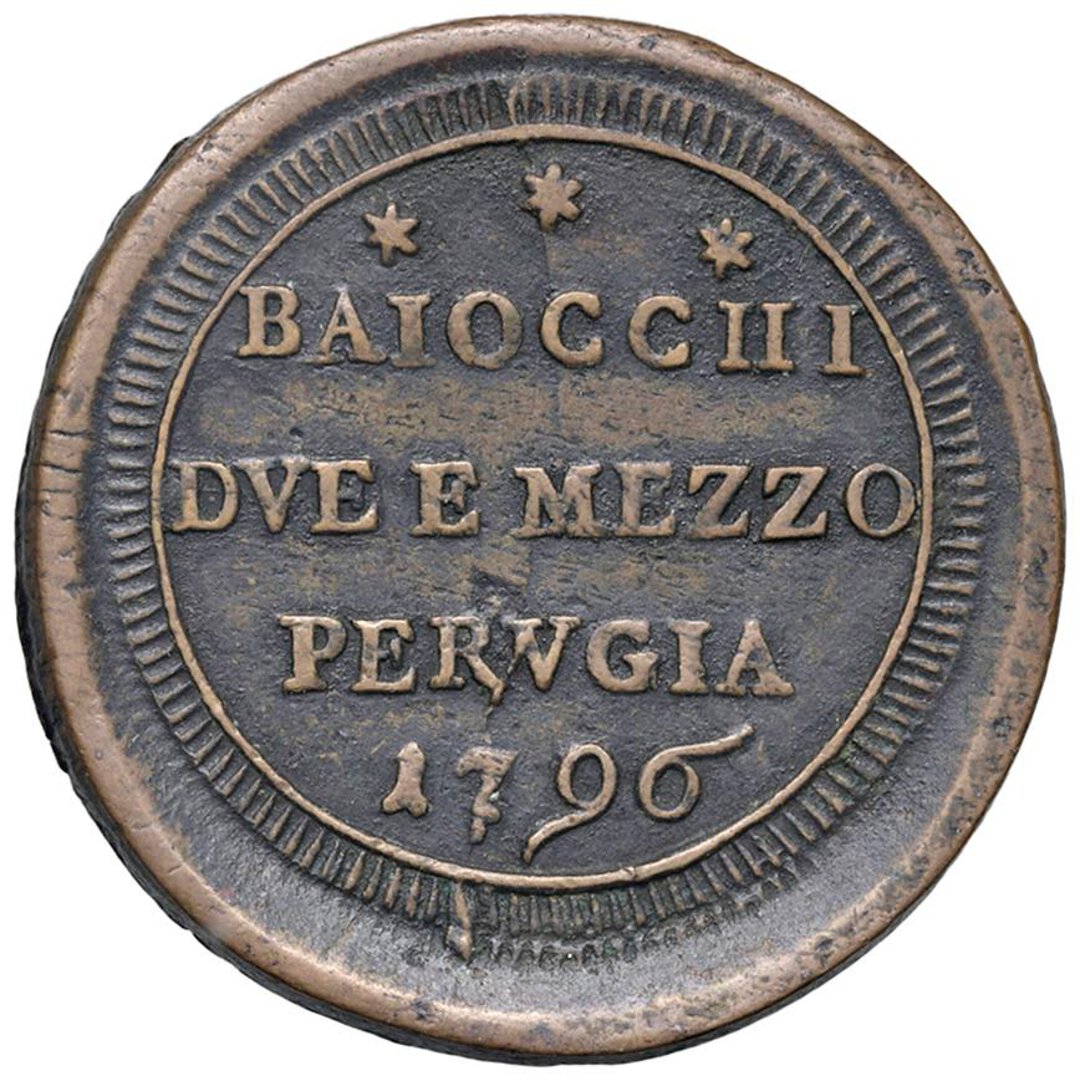 BAIOCCHI
DVE E MEZZO
PERVGIA
1796